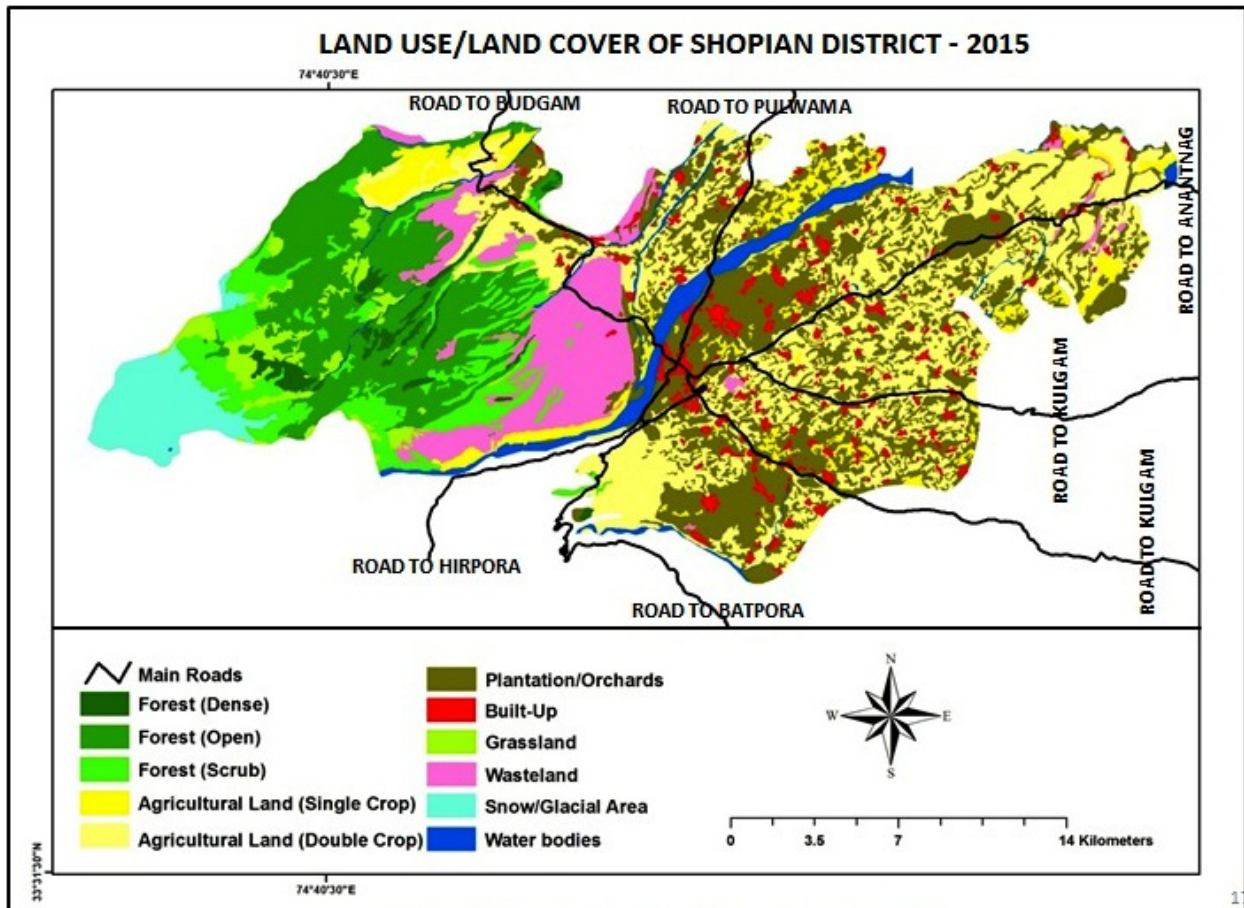 LAND USE/LAND COVER OF SHOPIAN DISTRICT - 2015
74°40'30"E
ROAD TO BUDGAM
ROAD TO PULWAMA
ROAD TO ANANTNAG
ROAD TO KULGAM
ROAD TO KULGAM
ROAD TO HIRPORA
ROAD TO BATPORA
Main Roads
Forest (Dense)
Forest (Open)
Forest (Scrub)
Agricultural Land (Single Crop)
Agricultural Land (Double Crop)
Plantation/Orchards
Built-Up
Grassland
Wasteland
Snow/Glacial Area
Water bodies
N
W
E
S
0 3.5 7 14 Kilometers
33°31'30"N
74°40'30"E